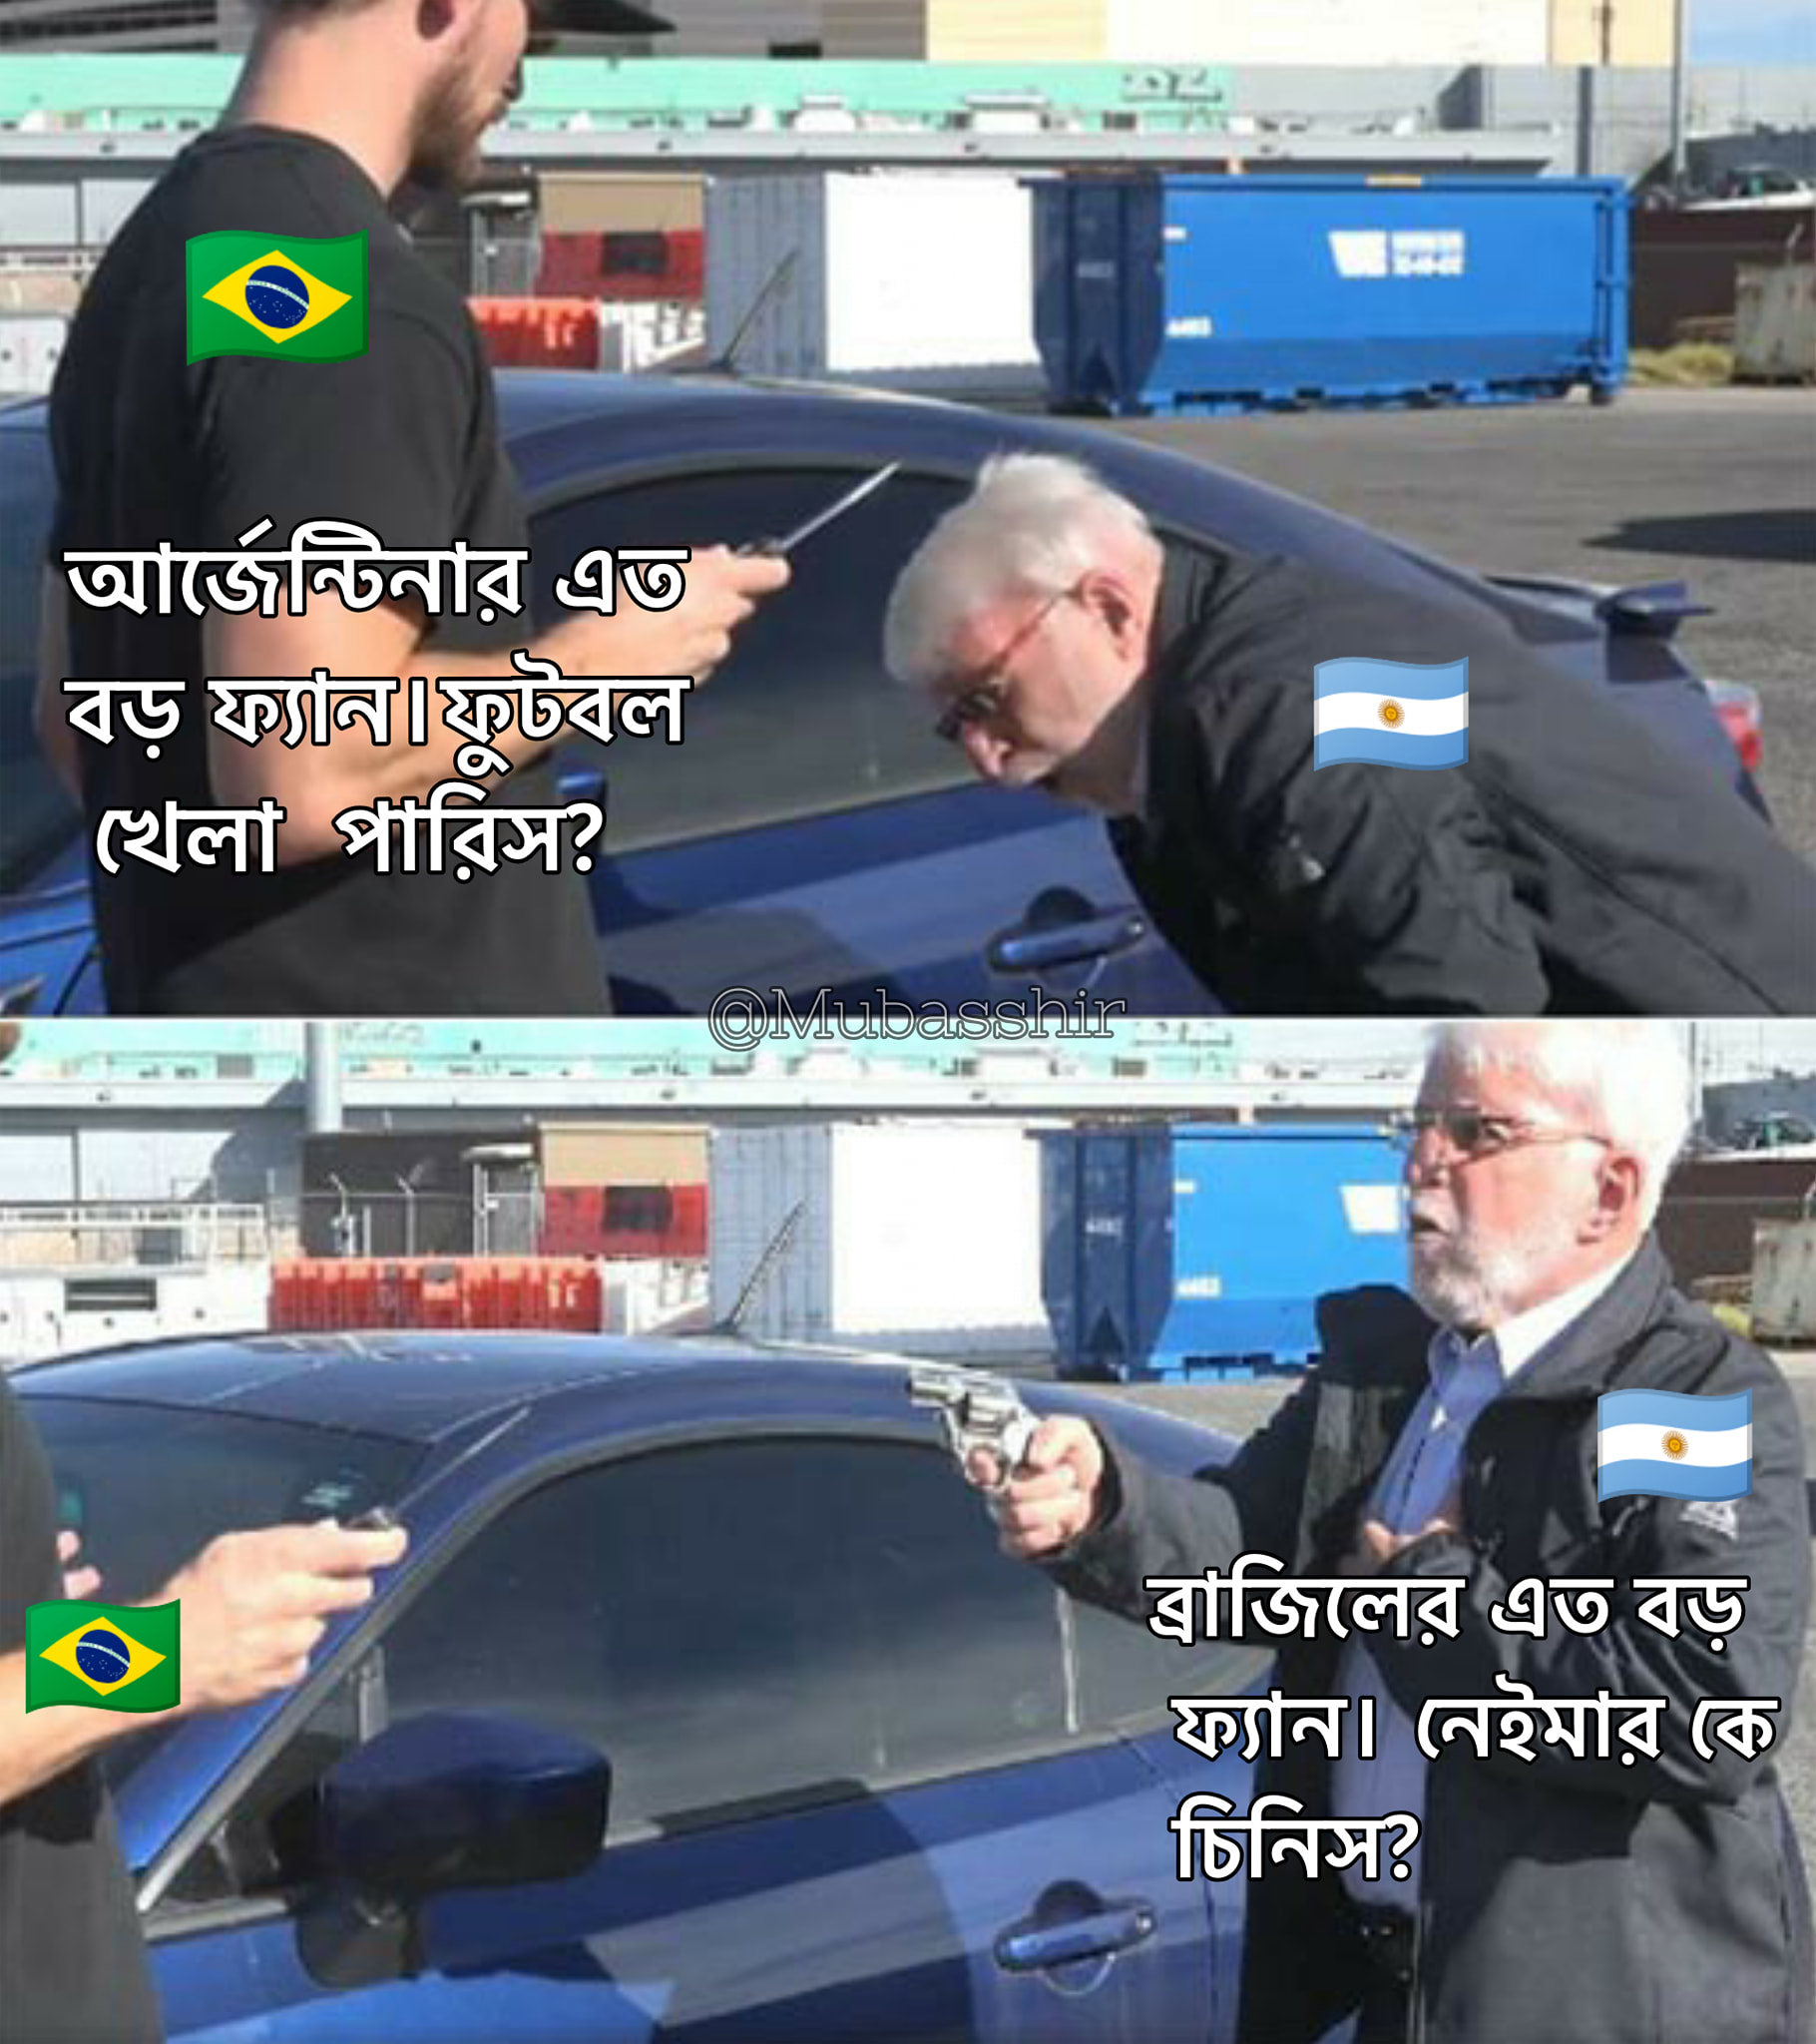 আর্জেন্টিনার এত
বড় ফ্যান।ফুটবল
খেলা পারিস?
@Mubasshir
ব্রাজিলের এত বড়
ফ্যান। নেইমার কে
চিনিস?